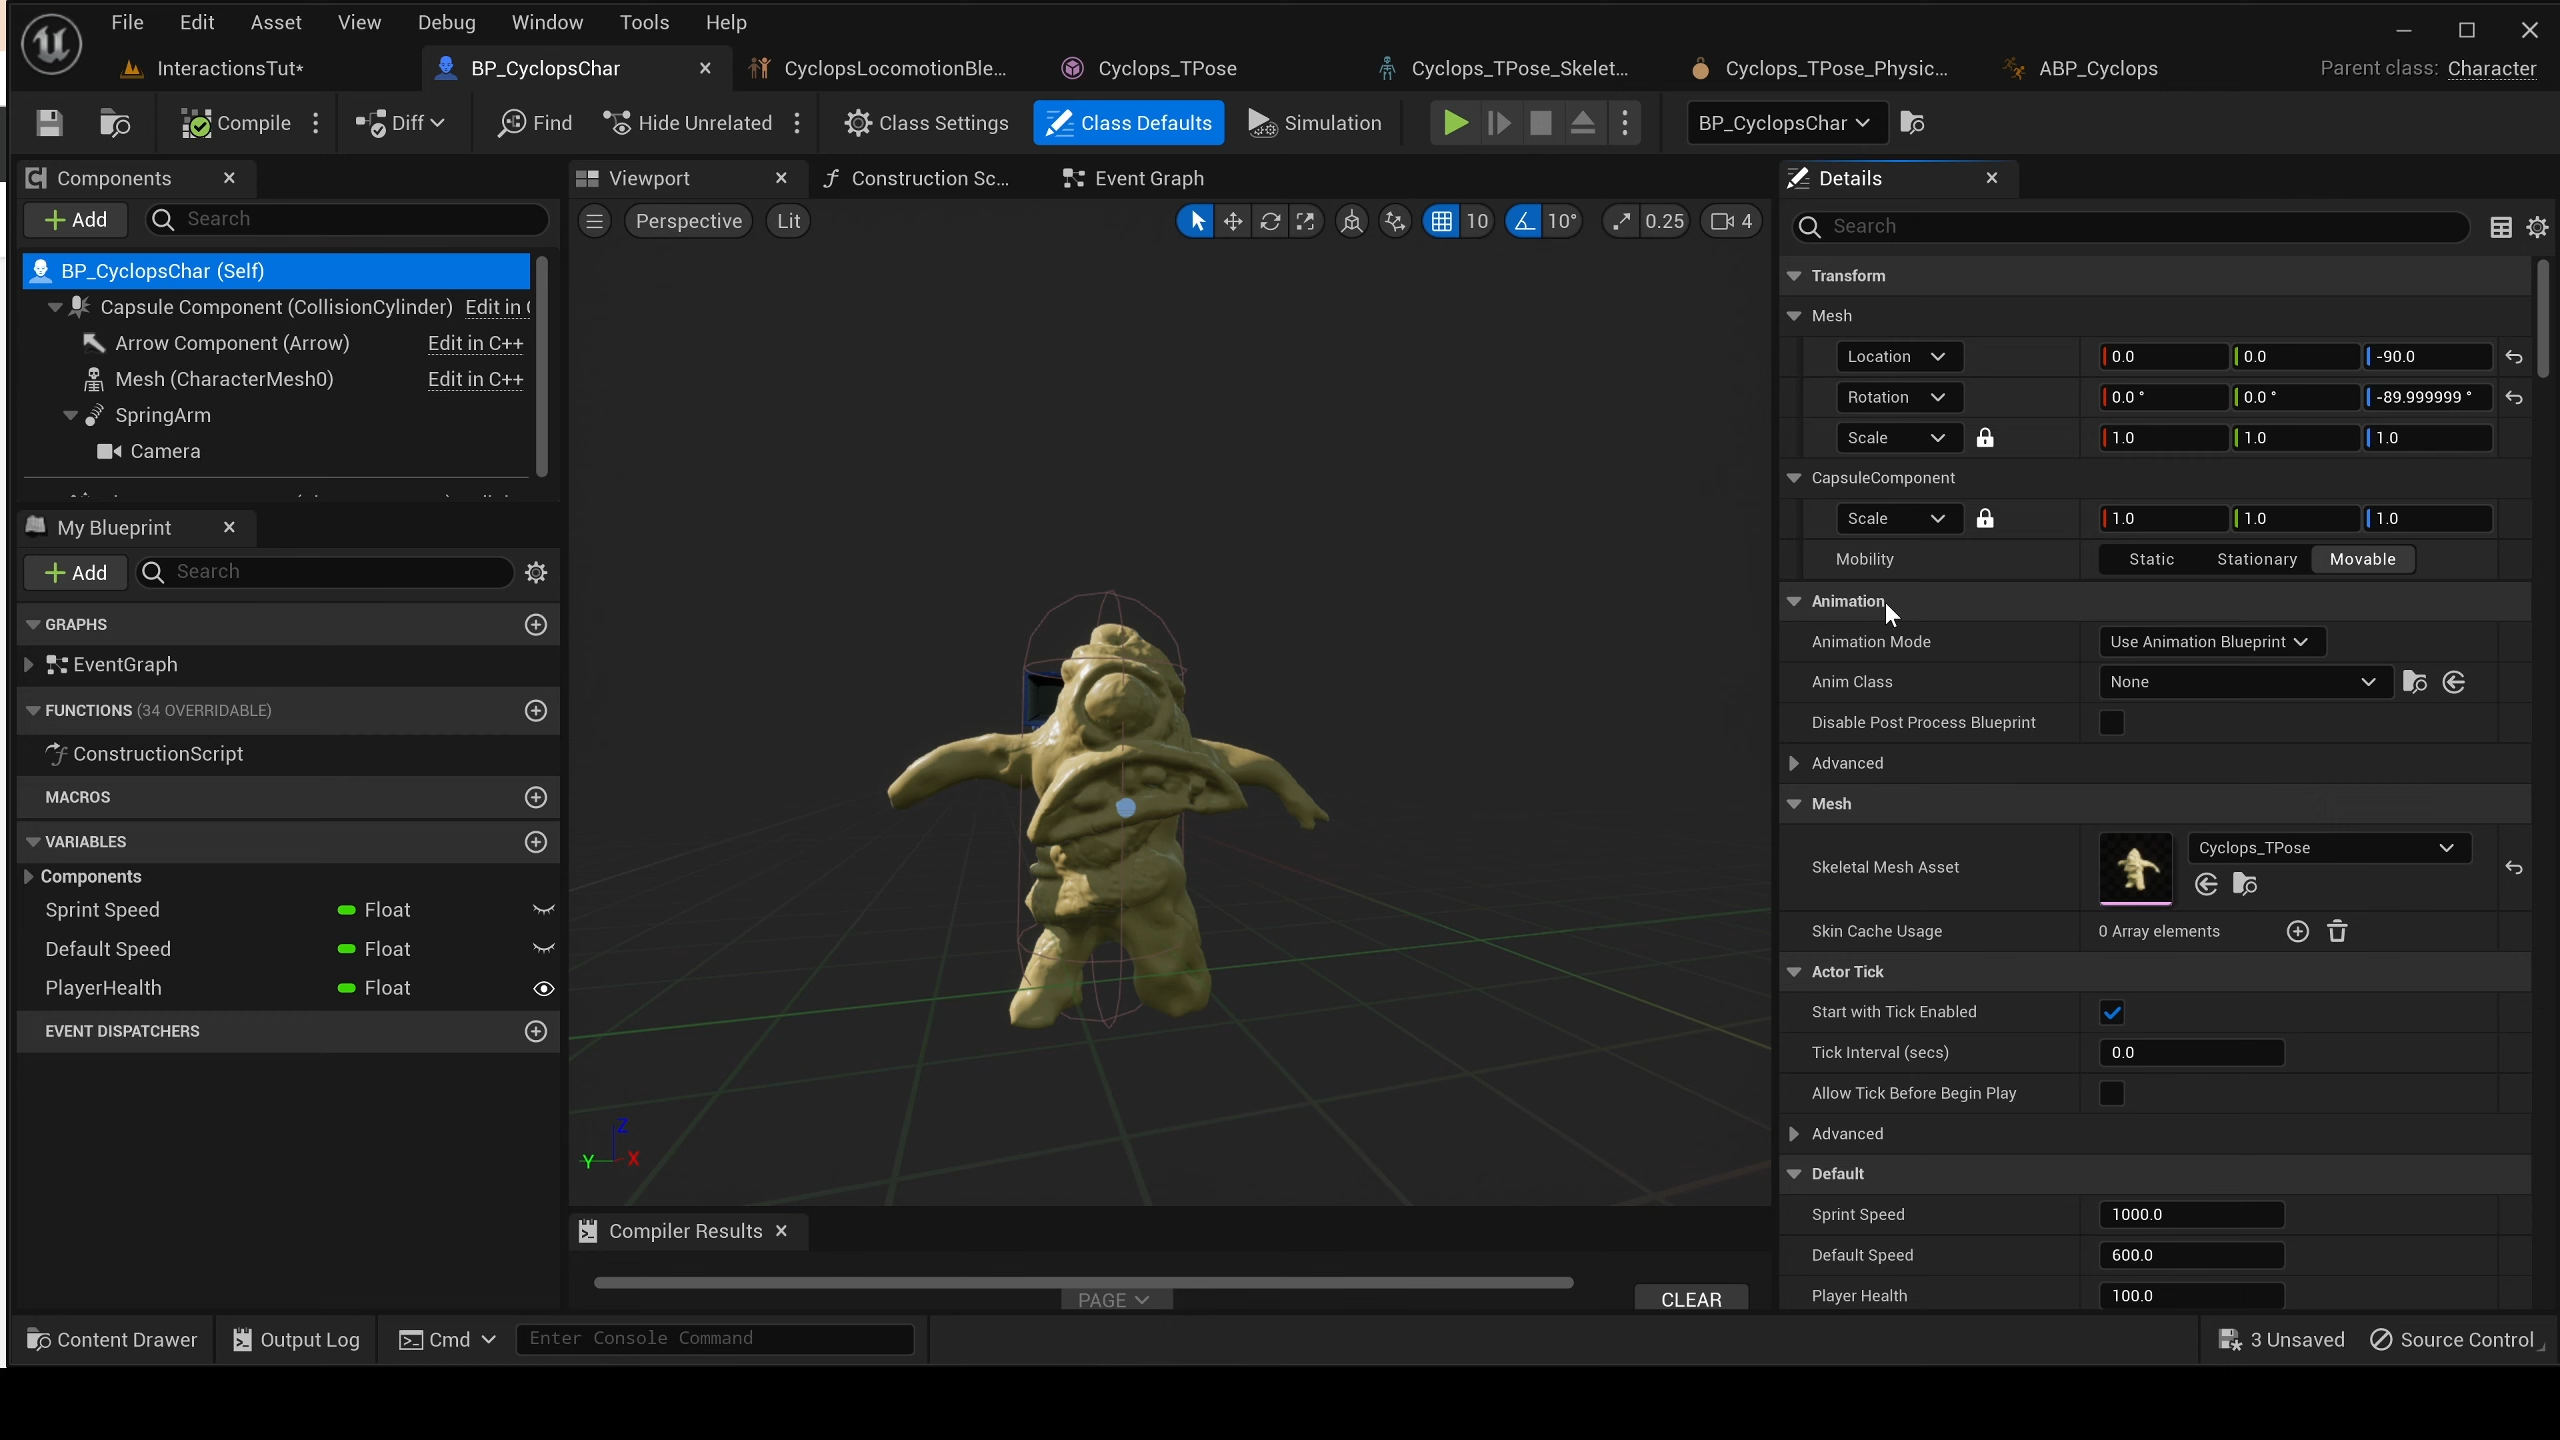 File Edit Asset View Debug Window Tools Help
InteractionsTut* BP_CyclopsChar CyclopsLocomotionBle... Cyclops_TPose Cyclops_TPose_Skelet... Cyclops_TPose_Physic... ABP_Cyclops Parent class: Character
Compile Diff Find Hide Unrelated Class Settings Class Defaults Simulation BP_CyclopsChar
Components
Add Search
BP_CyclopsChar (Self)
Capsule Component (CollisionCylinder) Edit in
Arrow Component (Arrow) Edit in C++
Mesh (CharacterMesh0) Edit in C++
SpringArm
Camera
My Blueprint
Add Search
GRAPHS
EventGraph
FUNCTIONS (34 OVERRIDABLE)
ConstructionScript
MACROS
VARIABLES
Components
Sprint Speed Float
Default Speed Float
PlayerHealth Float
EVENT DISPATCHERS
Viewport Construction Sc... Event Graph
Perspective Lit 10 10° 0.25 4
Z
Y X
Compiler Results
PAGE CLEAR
Details
Search
Transform
Mesh
Location 0.0 0.0 -90.0
Rotation 0.0 ° 0.0 ° -89.999999 °
Scale 1.0 1.0 1.0
CapsuleComponent
Scale 1.0 1.0 1.0
Mobility Static Stationary Movable
Animation
Animation Mode Use Animation Blueprint
Anim Class None
Disable Post Process Blueprint
Advanced
Mesh
Skeletal Mesh Asset Cyclops_TPose
Skin Cache Usage 0 Array elements
Actor Tick
Start with Tick Enabled
Tick Interval (secs) 0.0
Allow Tick Before Begin Play
Advanced
Default
Sprint Speed 1000.0
Default Speed 600.0
Player Health 100.0
Content Drawer Output Log Cmd Enter Console Command 3 Unsaved Source Control